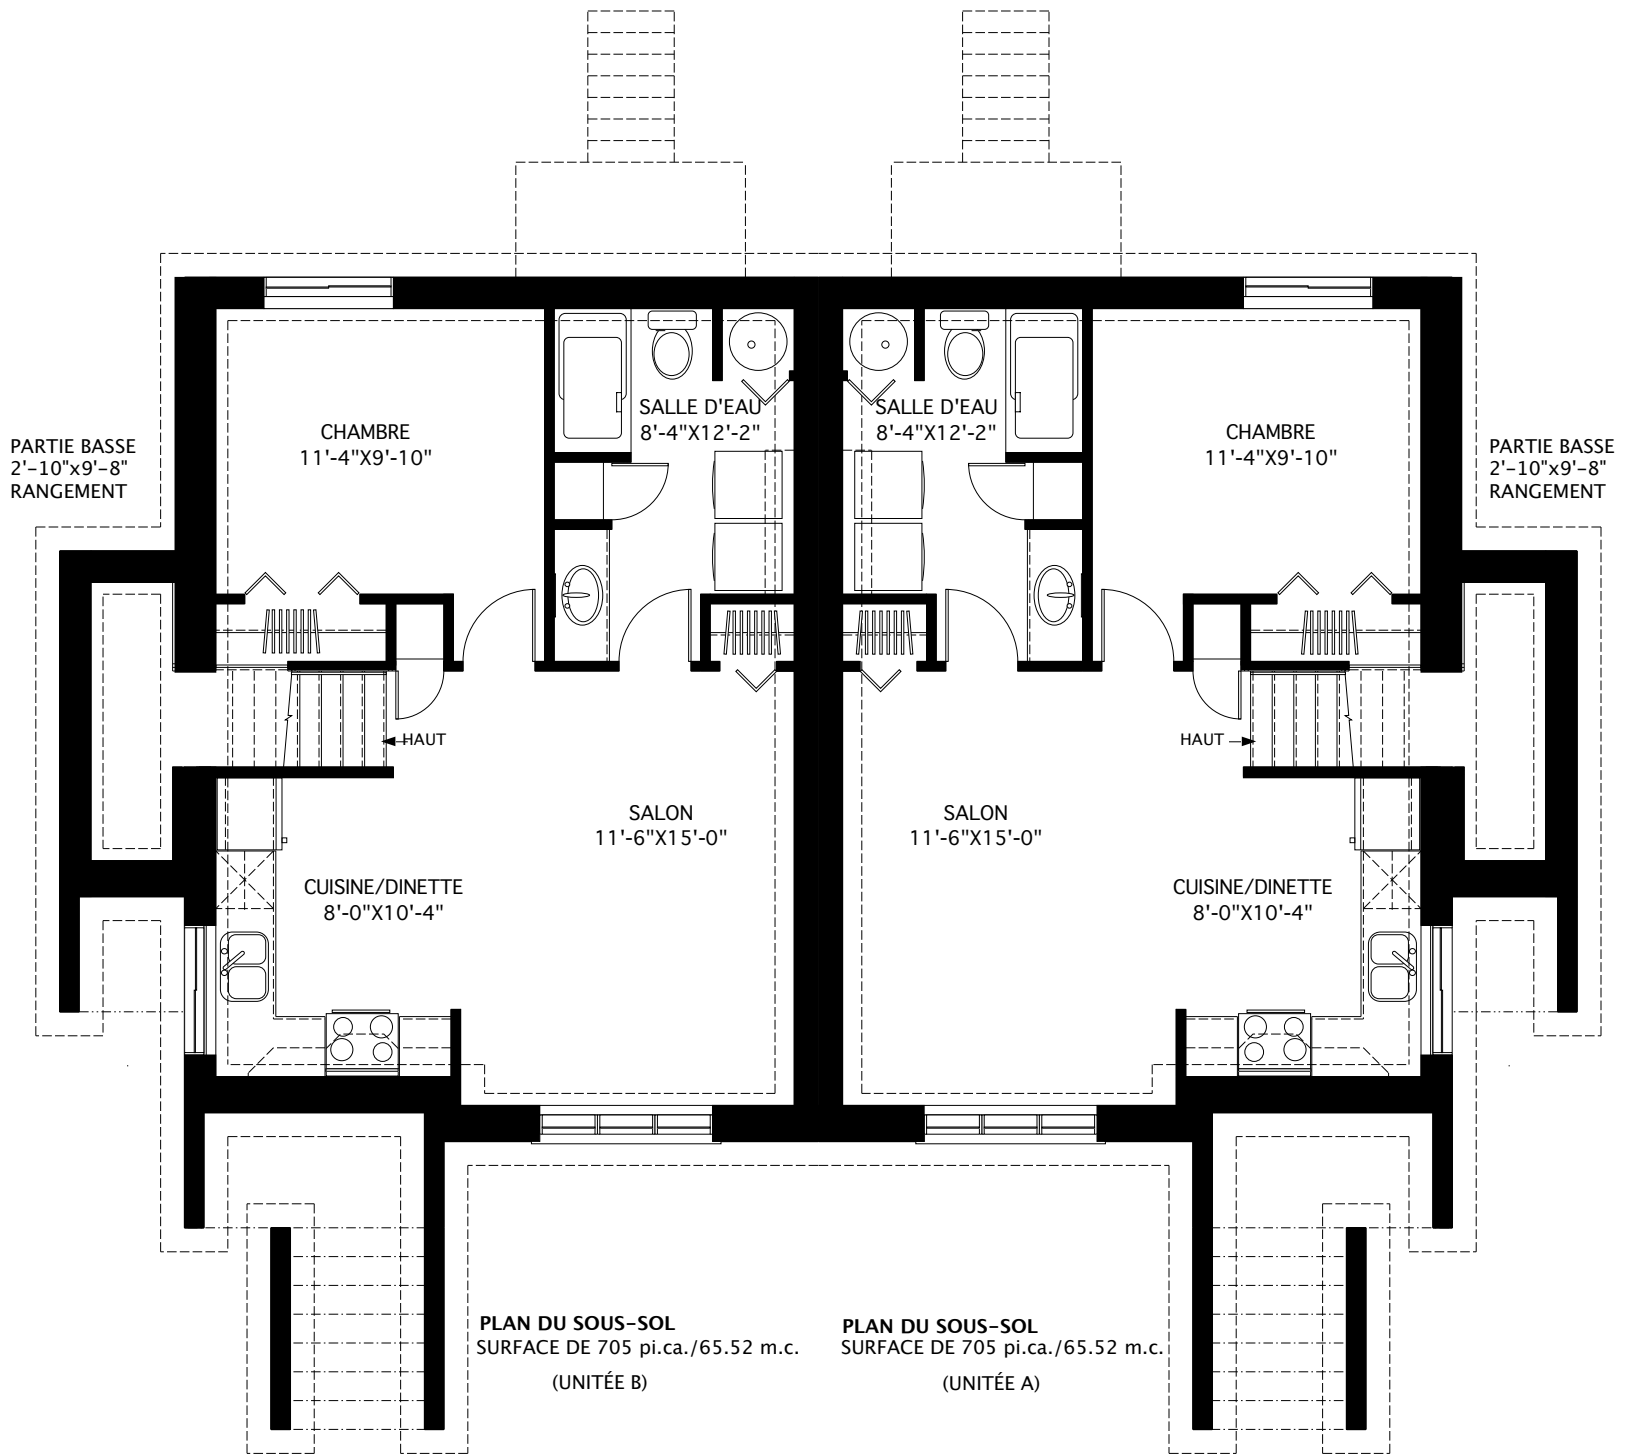 SALLE D'EAU
8'-4"X12'-2"
SALLE D'EAU
8'-4"X12'-2"
CHAMBRE
11'-4"X9'-10"
CHAMBRE
11'-4"X9'-10"
PARTIE BASSE
2'-10"x9'-8"
RANGEMENT
PARTIE BASSE
2'-10"x9'-8"
RANGEMENT
HAUT
HAUT
SALON
11'-6"X15'-0"
SALON
11'-6"X15'-0"
CUISINE/DINETTE
8'-0"X10'-4"
CUISINE/DINETTE
8'-0"X10'-4"
PLAN DU SOUS-SOL
SURFACE DE 705 pi.ca./65.52 m.c.
(UNITÉE B)
PLAN DU SOUS-SOL
SURFACE DE 705 pi.ca./65.52 m.c.
(UNITÉE A)